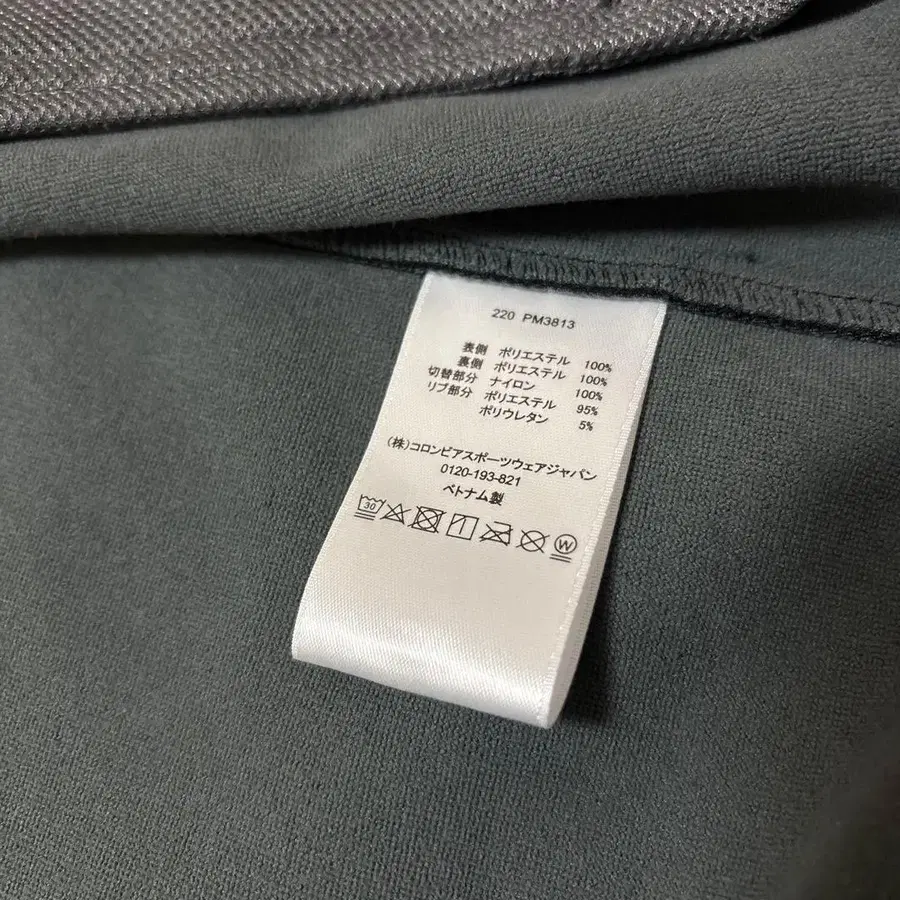 220 PM3813
表側 ポリエステル 100%
裏側 ポリエステル 100%
切替部分 ナイロン 100%
リブ部分 ポリエステル 95%
ポリウレタン 5%
(株)コロンビアスポーツウェアジャパン
0120-193-821
ベトナム製
30 W